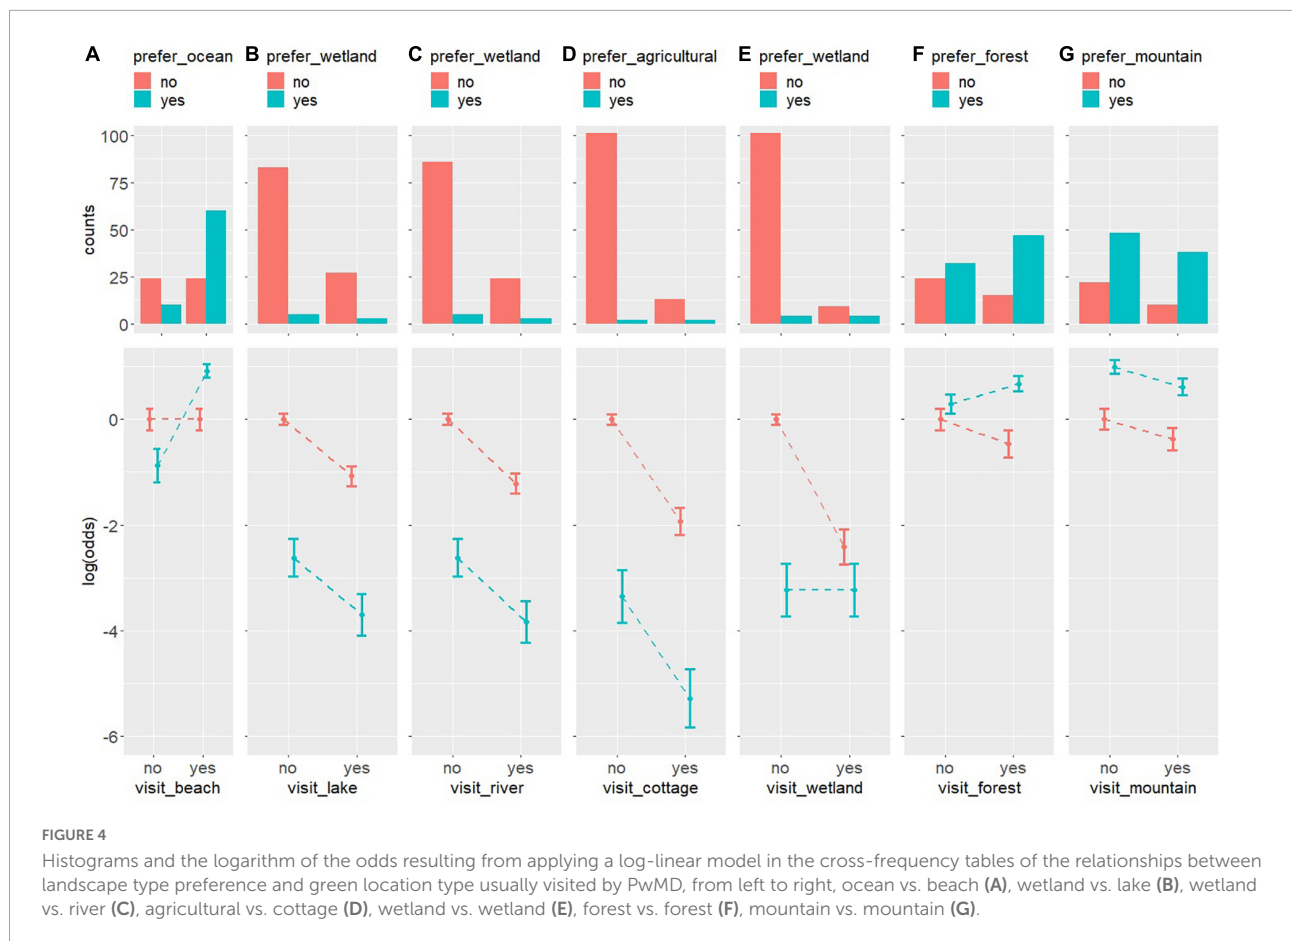 A prefer_ocean B prefer_wetland C prefer_wetland D prefer_agricultural E prefer_wetland F prefer_forest G prefer_mountain
no no no no no no no
yes yes yes yes yes yes yes
100
75
50
25
0
counts
0
-2
-4
-6
log(odds)
no yes no yes no yes no yes no yes no yes no yes
visit_beach visit_lake visit_river visit_cottage visit_wetland visit_forest visit_mountain
FIGURE 4
Histograms and the logarithm of the odds resulting from applying a log-linear model in the cross-frequency tables of the relationships between
landscape type preference and green location type usually visited by PwMD, from left to right, ocean vs. beach (A), wetland vs. lake (B), wetland
vs. river (C), agricultural vs. cottage (D), wetland vs. wetland (E), forest vs. forest (F), mountain vs. mountain (G).